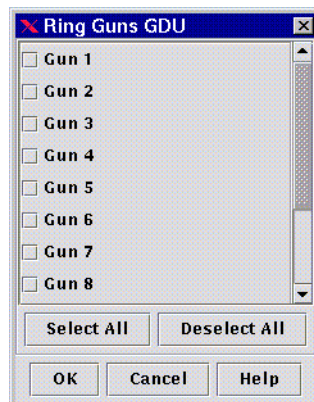 Ring Guns GDU
Gun 1
Gun 2
Gun 3
Gun 4
Gun 5
Gun 6
Gun 7
Gun 8
Select All Deselect All
OK Cancel Help